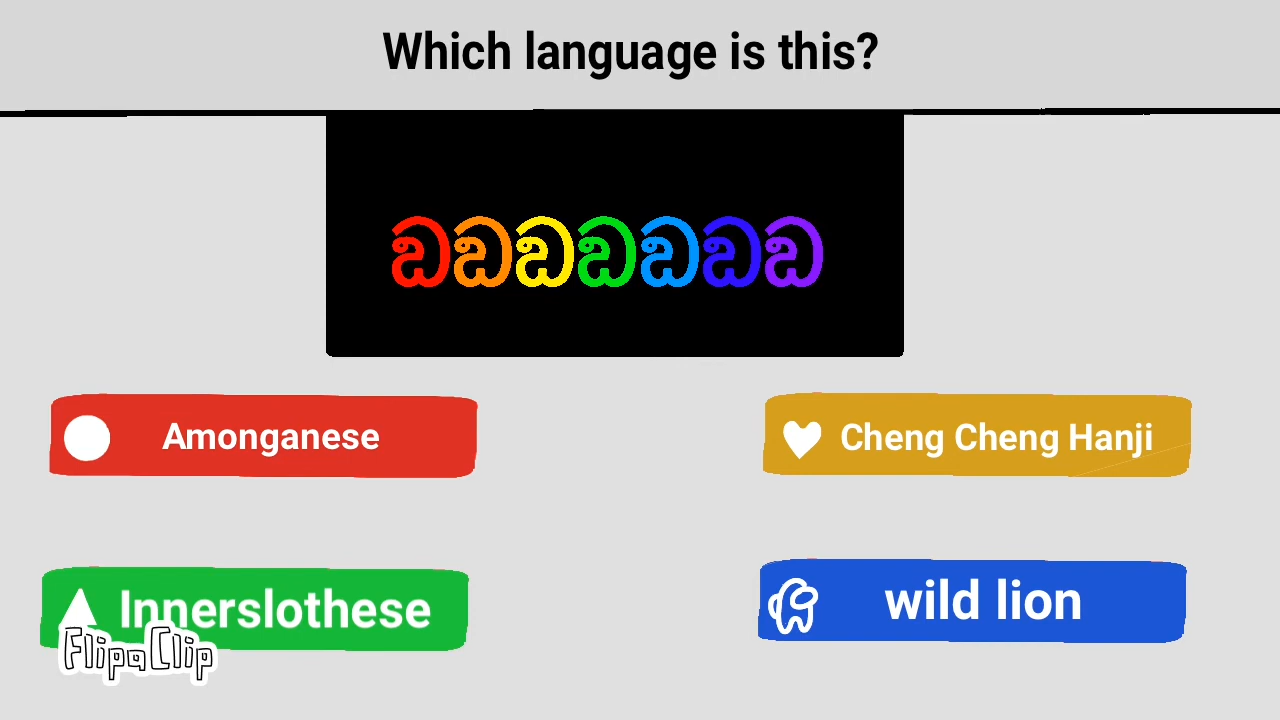 Which language is this?
ඞඞඞඞඞඞඞ
Amonganese
Cheng Cheng Hanji
Innerslothese
wild lion
FlipaClip